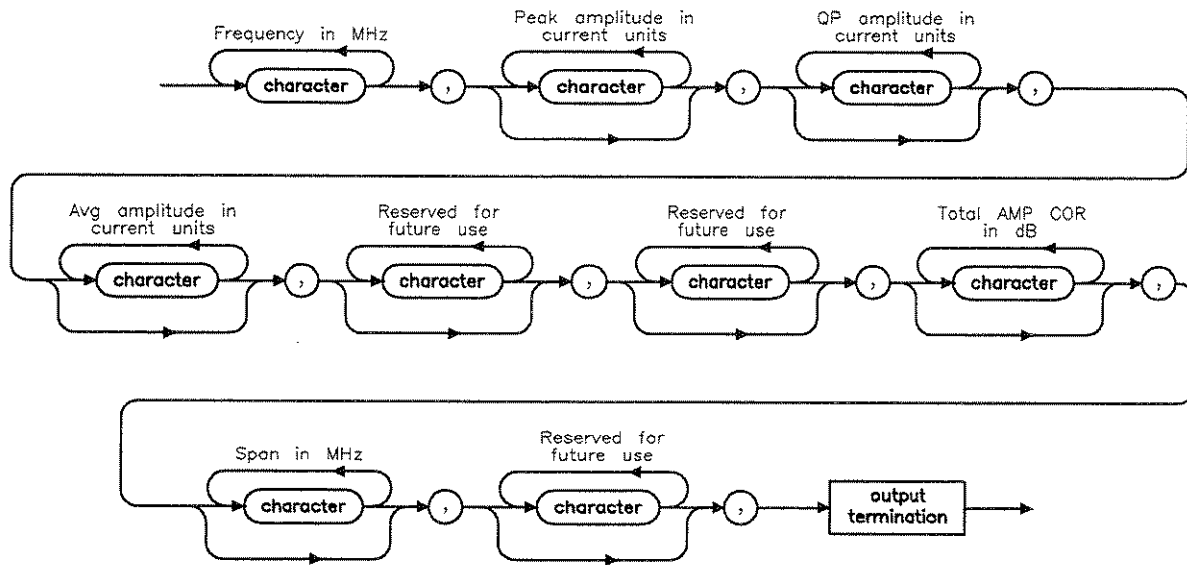 Frequency in MHz
character
,
Peak amplitude in
current units
character
,
QP amplitude in
current units
character
,
Avg amplitude in
current units
character
,
Reserved for
future use
character
,
Reserved for
future use
character
,
Total AMP COR
in dB
character
,
Span in MHz
character
,
Reserved for
future use
character
,
output
termination